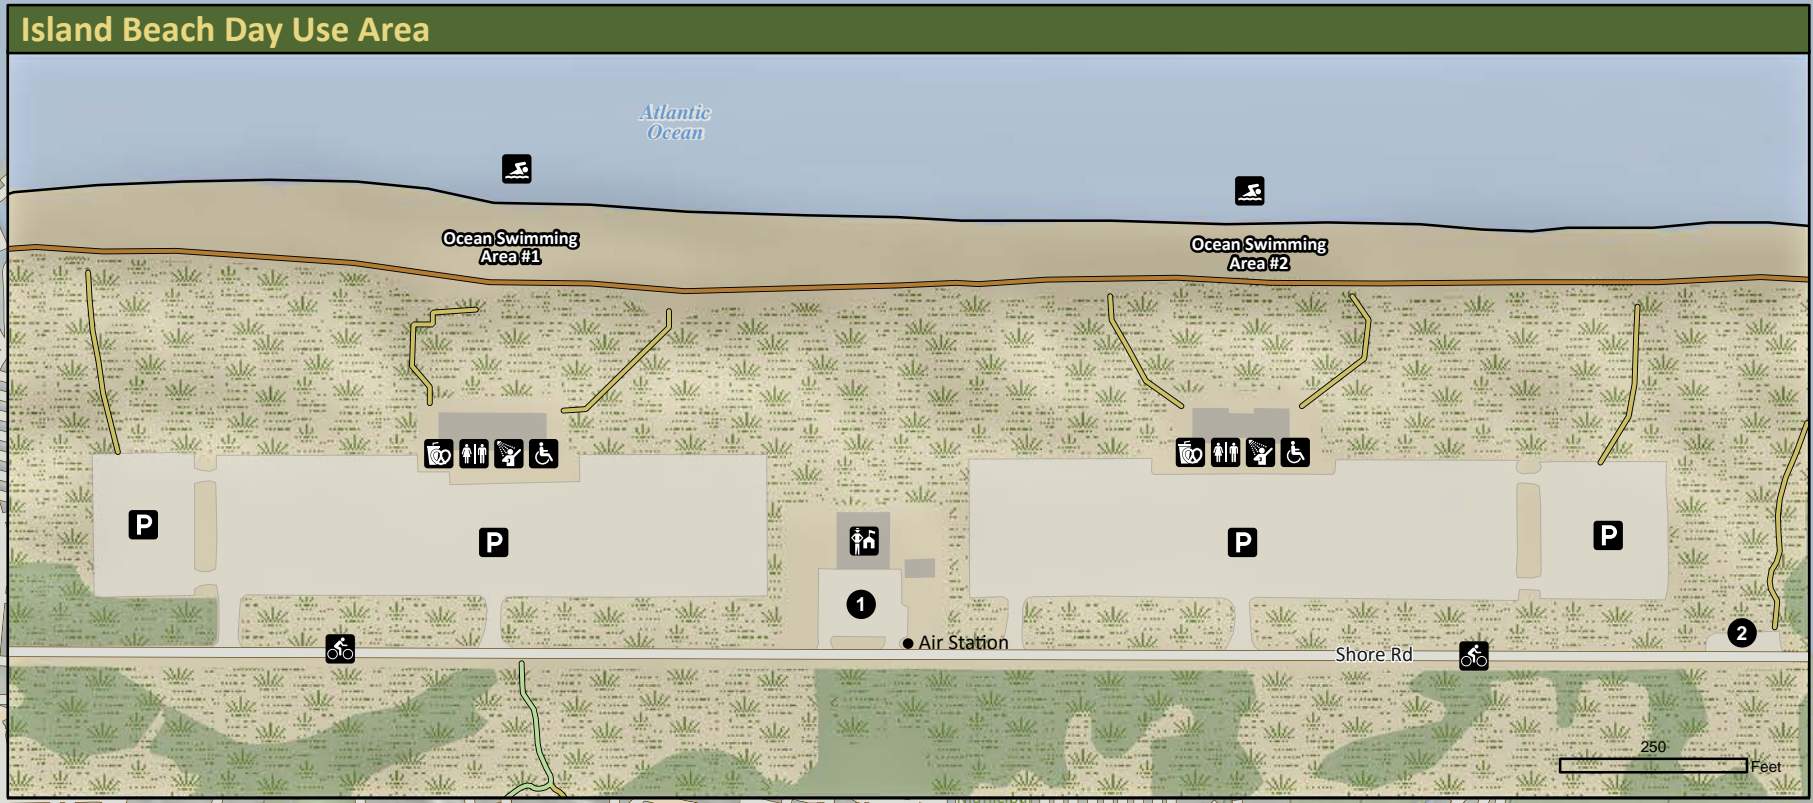 Island Beach Day Use Area
Atlantic
Ocean
Ocean Swimming
Area #1
Ocean Swimming
Area #2
P
P
P
P
1
Air Station
2
Shore Rd
250
Feet